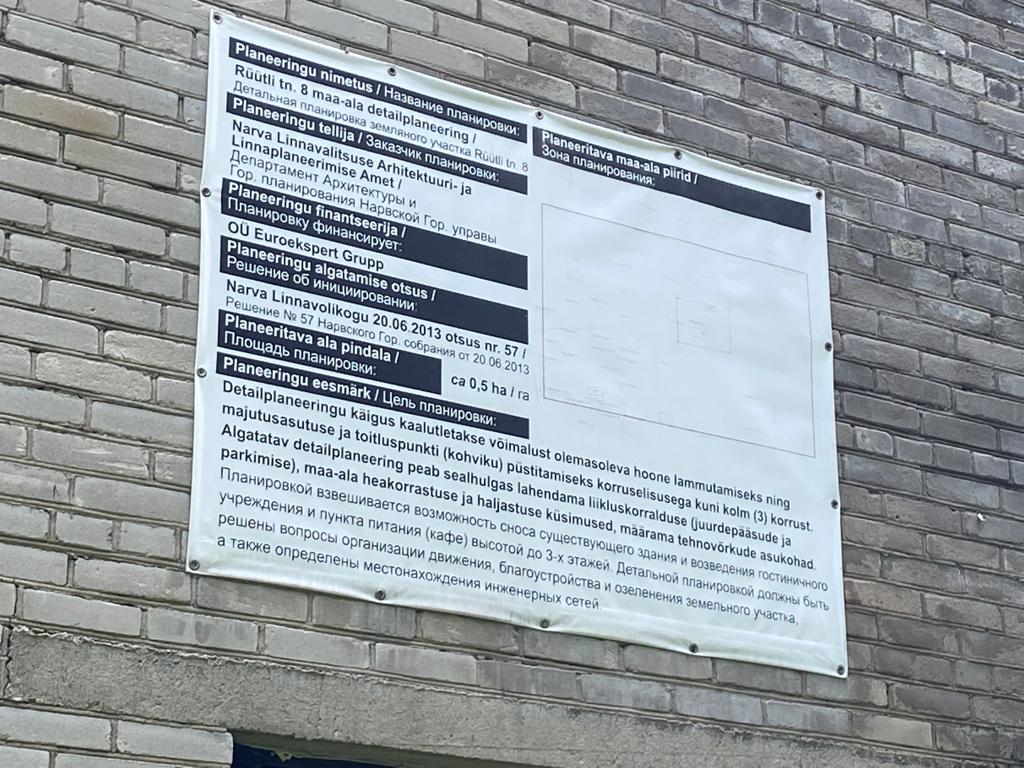 Planeeringu nimetus / Название планировки:
Rüütli tn. 8 maa-ala detailplaneering /
Детальная планировка земляного участка Rüütli tn. 8
Planeeringu tellija / Заказчик планировки:
Narva Linnavalitsuse Arhitektuuri- ja
Linnaplaneerimise Amet /
Департамент Архитектуры и
Гор. планирования Нарвской Гор. управы
Planeeringu finantseerija /
Планировку финансирует:
OÜ Euroekspert Grupp
Planeeringu algatamise otsus /
Решение об инициировании:
Narva Linnavolikogu 20.06.2013 otsus nr. 57 /
Решение № 57 Нарвского Гор. собрания от 20.06.2013
Planeeritava ala pindala /
Площадь планировки:
ca 0,5 ha / га
Planeeringu eesmärk / Цель планировки:
Planeeritava maa-ala piirid /
Зона планирования:
Detailplaneeringu käigus kaalutletakse võimalust olemasoleva hoone lammutamiseks ning
majutusasutuse ja toitluspunkti (kohviku) püstitamiseks korruselisusega kuni kolm (3) korrust.
Algatatav detailplaneering peab sealhulgas lahendama liikluskorralduse (juurdepääsude ja
parkimise), maa-ala heakorrastuse ja haljastuse küsimused, määrama tehnovõrkude asukohad.
Планировкой взвешивается возможность сноса существующего здания и возведения гостиничного
учреждения и пункта питания (кафе) высотой до 3-х этажей. Детальной планировкой должны быть
решены вопросы организации движения, благоустройства и озеленения земельного участка,
а также определены местонахождения инженерных сетей